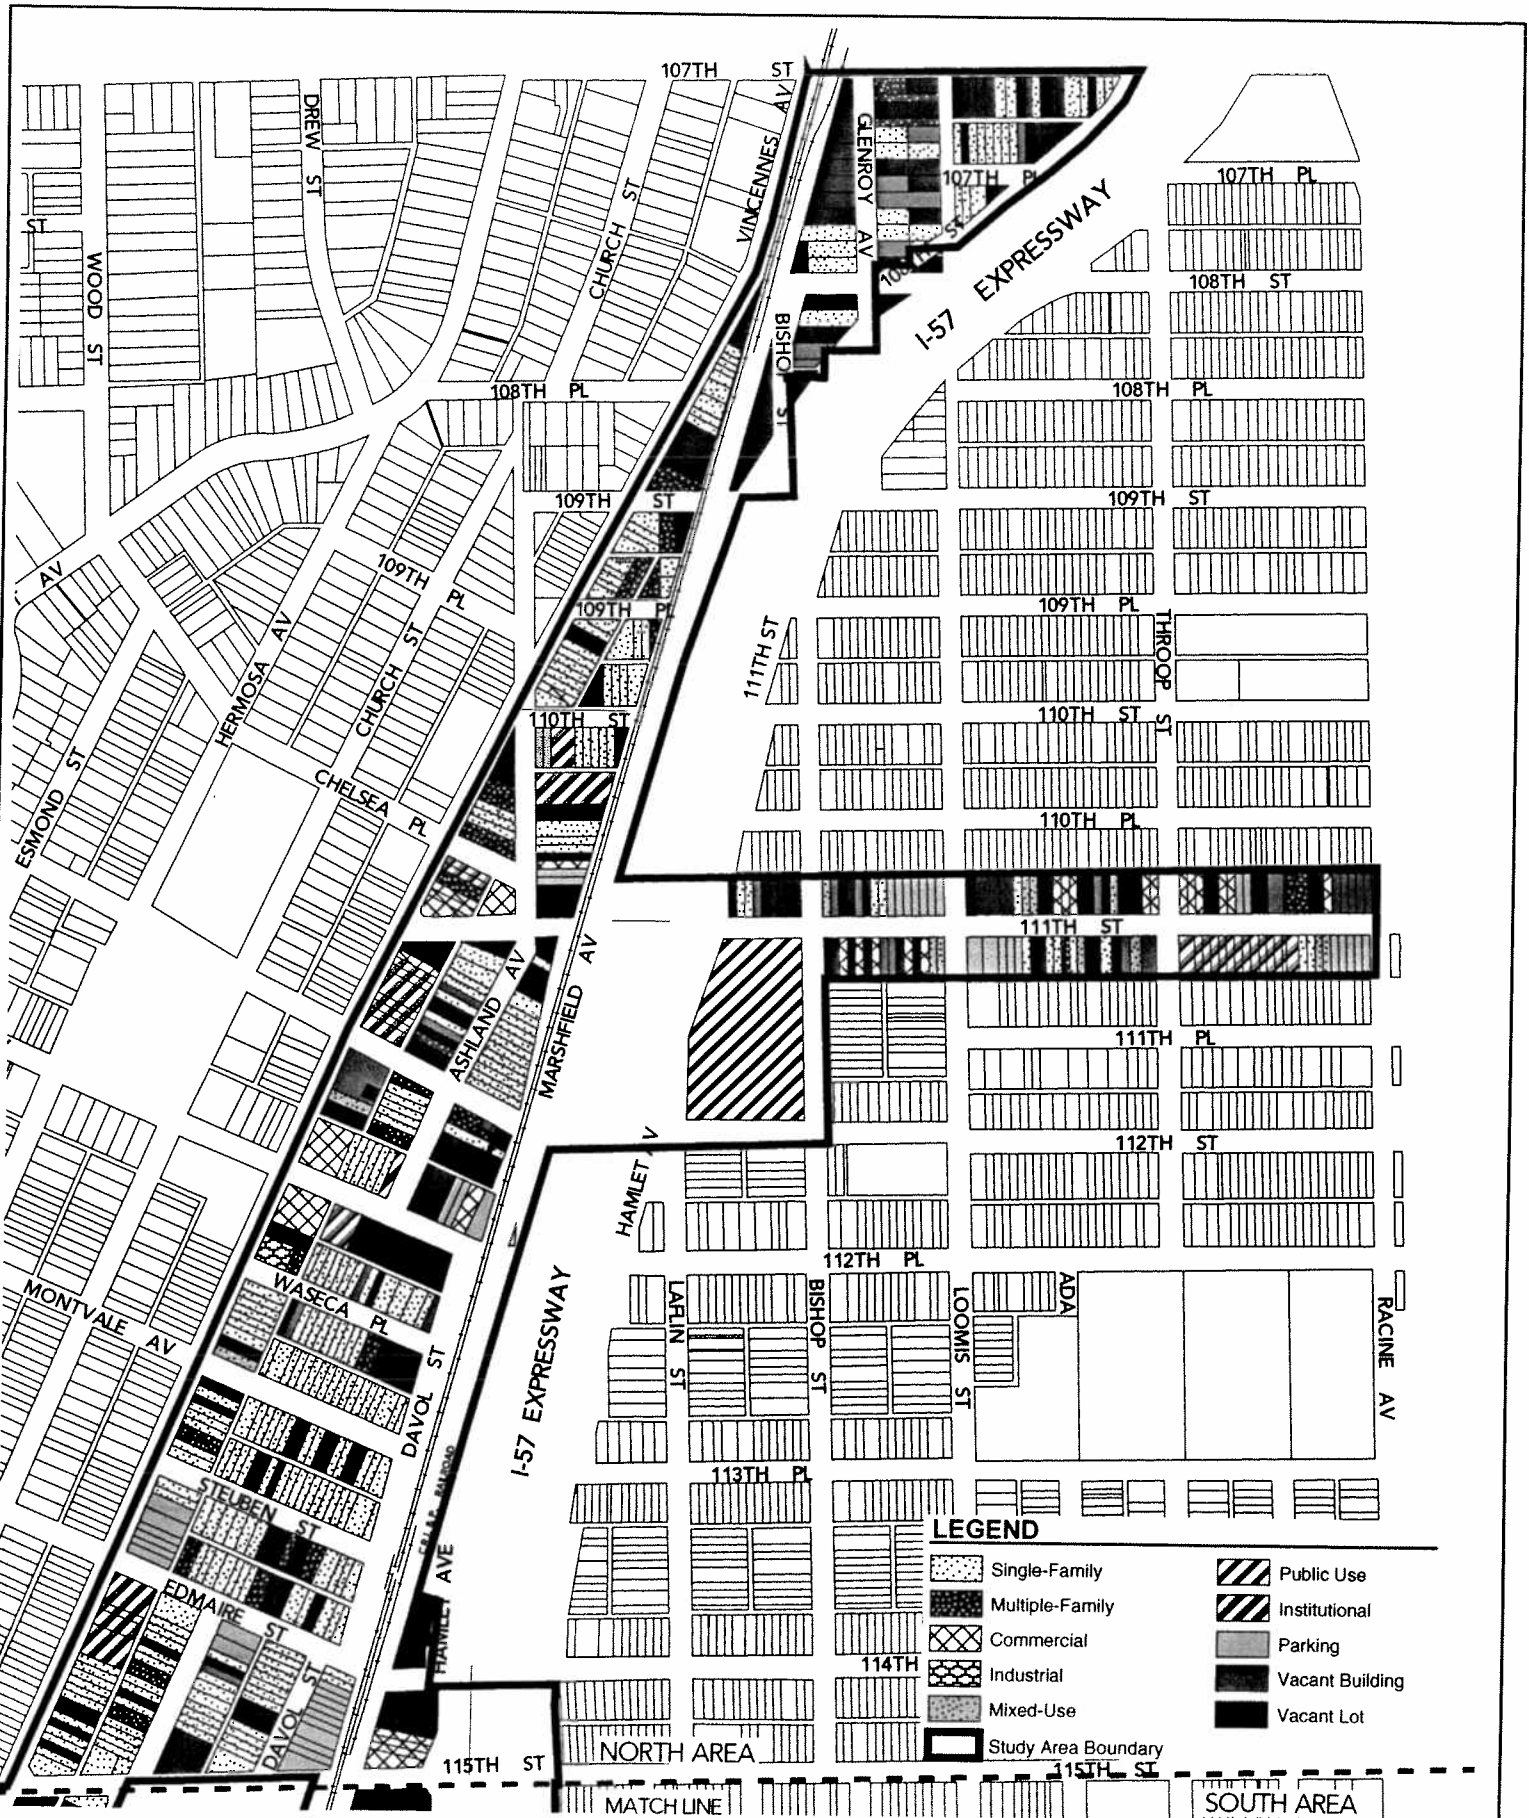 107TH ST
DREW ST
VINCENNES AV
GLENROY AV
107TH PL
107TH PL
ST
WOOD ST
CHURCH ST
I-57 EXPRESSWAY
108TH ST
BISHO
ST
108TH PL
108TH PL
109TH ST
109TH ST
AV
109TH PL
109TH PL
109TH PL
THROOP ST
HERMOSA AV
CHURCH ST
111TH ST
110TH ST
110TH ST
ESMOND ST
CHELSEA PL
110TH PL
111TH ST
ASHLAND AV
MARSHFIELD AV
111TH PL
112TH ST
HAMLET AV
112TH PL
MONTVALE AV
WASECA PL
DAVOL ST
I-57 EXPRESSWAY
LAFLIN ST
BISHOP ST
LOOMIS ST
ADA
RACINE AV
113TH PL
STEUBEN ST
RAILROAD
HAMLET AVE
EDMAIRE ST
DAVOL ST
114TH
LEGEND
Single-Family
Multiple-Family
Commercial
Industrial
Mixed-Use
Study Area Boundary
Public Use
Institutional
Parking
Vacant Building
Vacant Lot
NORTH AREA
115TH ST
115TH ST
MATCH LINE
SOUTH AREA